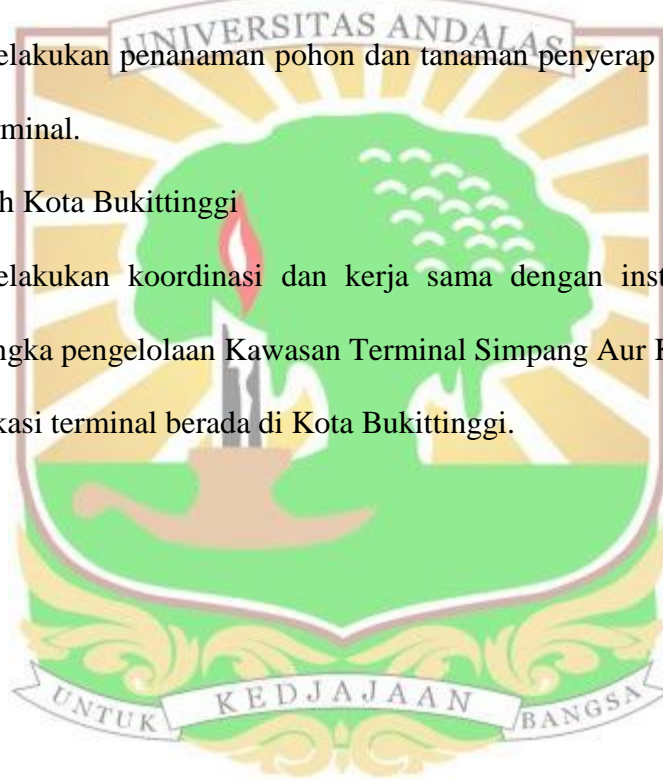 UNIVERSITAS ANDALAS
elakukan penanaman pohon dan tanaman penyerap
rminal.
h Kota Bukittinggi
elakukan koordinasi dan kerja sama dengan inst
ngka pengelolaan Kawasan Terminal Simpang Aur K
kasi terminal berada di Kota Bukittinggi.
UNTUK KEDJAJAAN BANGSA